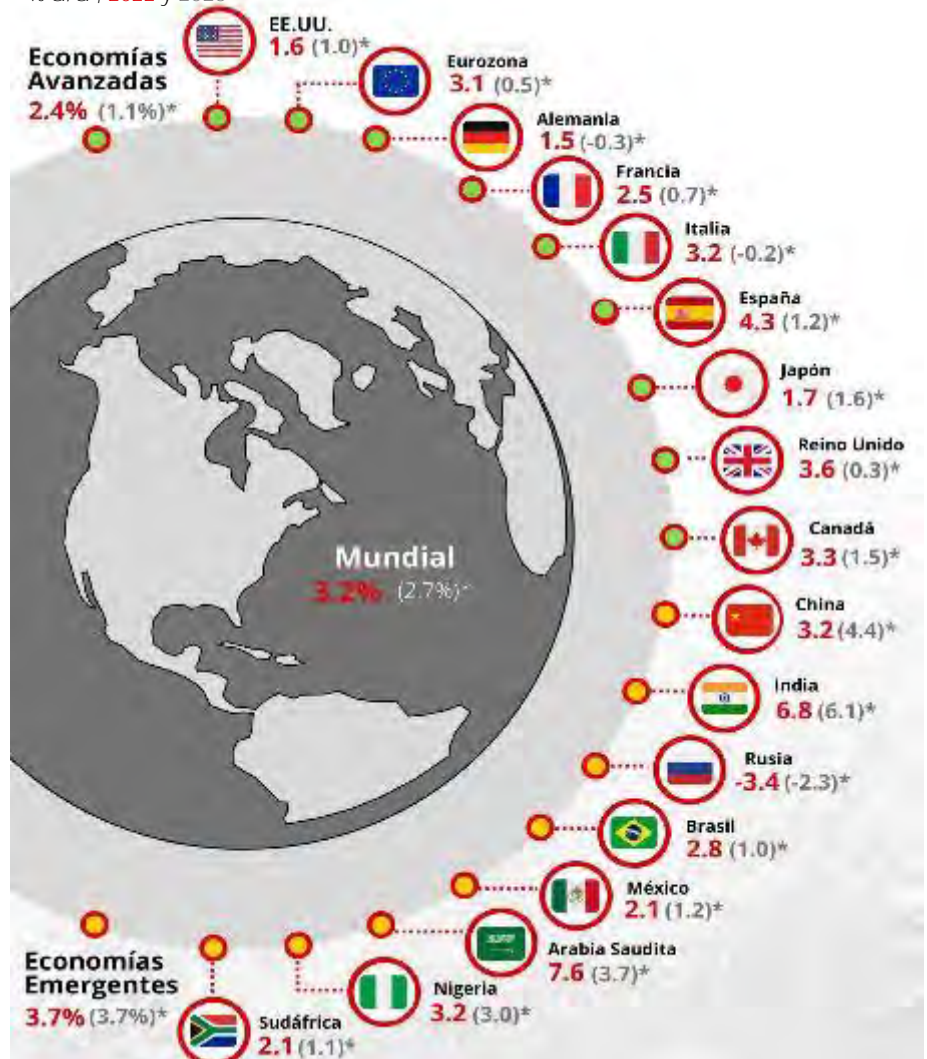 EE.UU.
1.6 (1.0)*
Economías
Avanzadas
2.4% (1.1%)*
Eurozona
3.1 (0.5)*
Alemania
1.5 (-0.3)*
Francia
2.5 (0.7)*
Italia
3.2 (-0.2)*
España
4.3 (1.2)*
Japón
1.7 (1.6)*
Reino Unido
3.6 (0.3)*
Canadá
3.3 (1.5)*
Mundial
3.2% (2.7%)*
China
3.2 (4.4)*
India
6.8 (6.1)*
Rusia
-3.4 (-2.3)*
Brasil
2.8 (1.0)*
México
2.1 (1.2)*
Arabia Saudita
7.6 (3.7)*
Economías
Emergentes
3.7% (3.7%)*
Nigeria
3.2 (3.0)*
Sudáfrica
2.1 (1.1)*